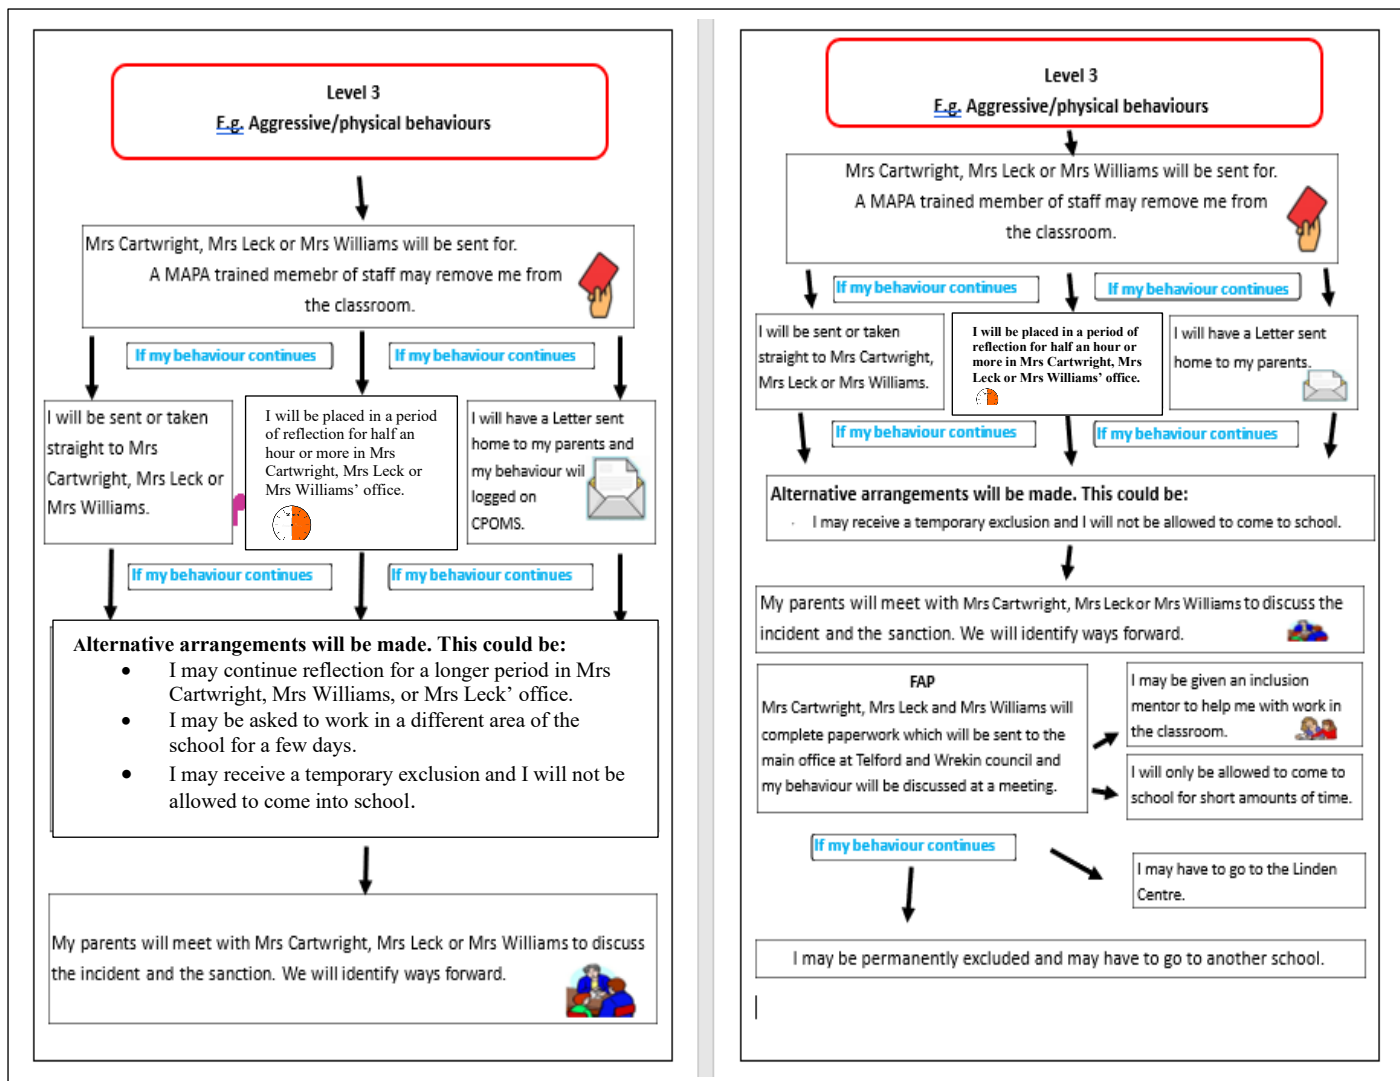 Level 3
E.g. Aggressive/physical behaviours
Mrs Cartwright, Mrs Leck or Mrs Williams will be sent for.
A MAPA trained memebr of staff may remove me from
the classroom.
If my behaviour continues
If my behaviour continues
I will be sent or taken
straight to Mrs
Cartwright, Mrs Leck or
Mrs Williams.
I will be placed in a period
of reflection for half an
hour or more in Mrs
Cartwright, Mrs Leck or
Mrs Williams’ office.
I will have a Letter sent
home to my parents and
my behaviour wil
logged on
CPOMS.
If my behaviour continues
If my behaviour continues
Alternative arrangements will be made. This could be:
• I may continue reflection for a longer period in Mrs
Cartwright, Mrs Williams, or Mrs Leck’ office.
• I may be asked to work in a different area of the
school for a few days.
• I may receive a temporary exclusion and I will not be
allowed to come into school.
My parents will meet with Mrs Cartwright, Mrs Leck or Mrs Williams to discuss
the incident and the sanction. We will identify ways forward.
Level 3
E.g. Aggressive/physical behaviours
Mrs Cartwright, Mrs Leck or Mrs Williams will be sent for.
A MAPA trained member of staff may remove me from
the classroom.
If my behaviour continues
If my behaviour continues
I will be sent or taken
straight to Mrs Cartwright,
Mrs Leck or Mrs Williams.
I will be placed in a period of
reflection for half an hour or
more in Mrs Cartwright, Mrs
Leck or Mrs Williams’ office.
I will have a Letter sent
home to my parents.
If my behaviour continues
If my behaviour continues
Alternative arrangements will be made. This could be:
· I may receive a temporary exclusion and I will not be allowed to come to school.
My parents will meet with Mrs Cartwright, Mrs Leck or Mrs Williams to discuss the
incident and the sanction. We will identify ways forward.
FAP
Mrs Cartwright, Mrs Leck and Mrs Williams will
complete paperwork which will be sent to the
main office at Telford and Wrekin council and
my behaviour will be discussed at a meeting.
I may be given an inclusion
mentor to help me with work in
the classroom.
I will only be allowed to come to
school for short amounts of time.
If my behaviour continues
I may have to go to the Linden
Centre.
I may be permanently excluded and may have to go to another school.